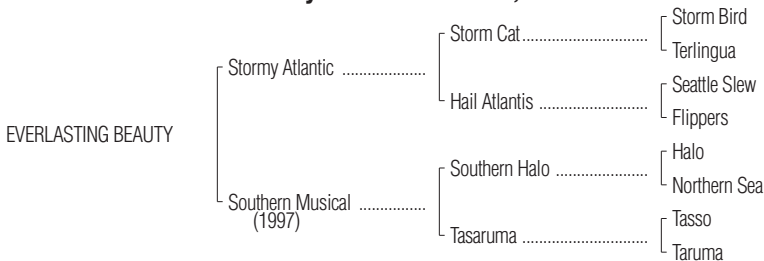 Storm Bird
Storm Cat..............................
Terlingua
Stormy Atlantic ....................
Seattle Slew
Hail Atlantis ..........................
Flippers
EVERLASTING BEAUTY
Halo
Southern Halo ......................
Northern Sea
Southern Musical ................
(1997)
Tasso
Tasaruma ..............................
Taruma